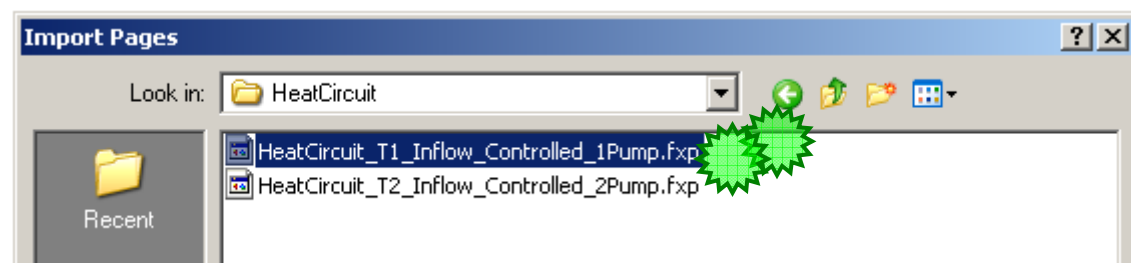 Import Pages
Look in: HeatCircuit
HeatCircuit_T1_Inflow_Controlled_1Pump.fxp
HeatCircuit_T2_Inflow_Controlled_2Pump.fxp
Recent